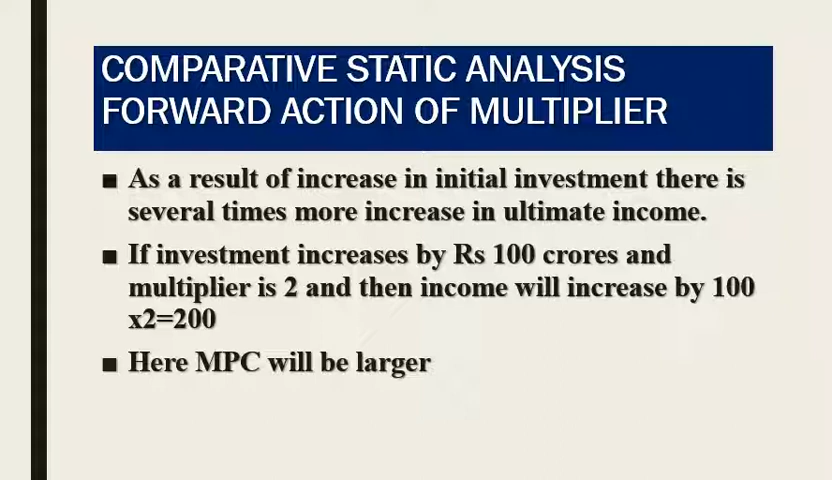 COMPARATIVE STATIC ANALYSIS
FORWARD ACTION OF MULTIPLIER
■ As a result of increase in initial investment there is
several times more increase in ultimate income.
■ If investment increases by Rs 100 crores and
multiplier is 2 and then income will increase by 100
x2=200
■ Here MPC will be larger